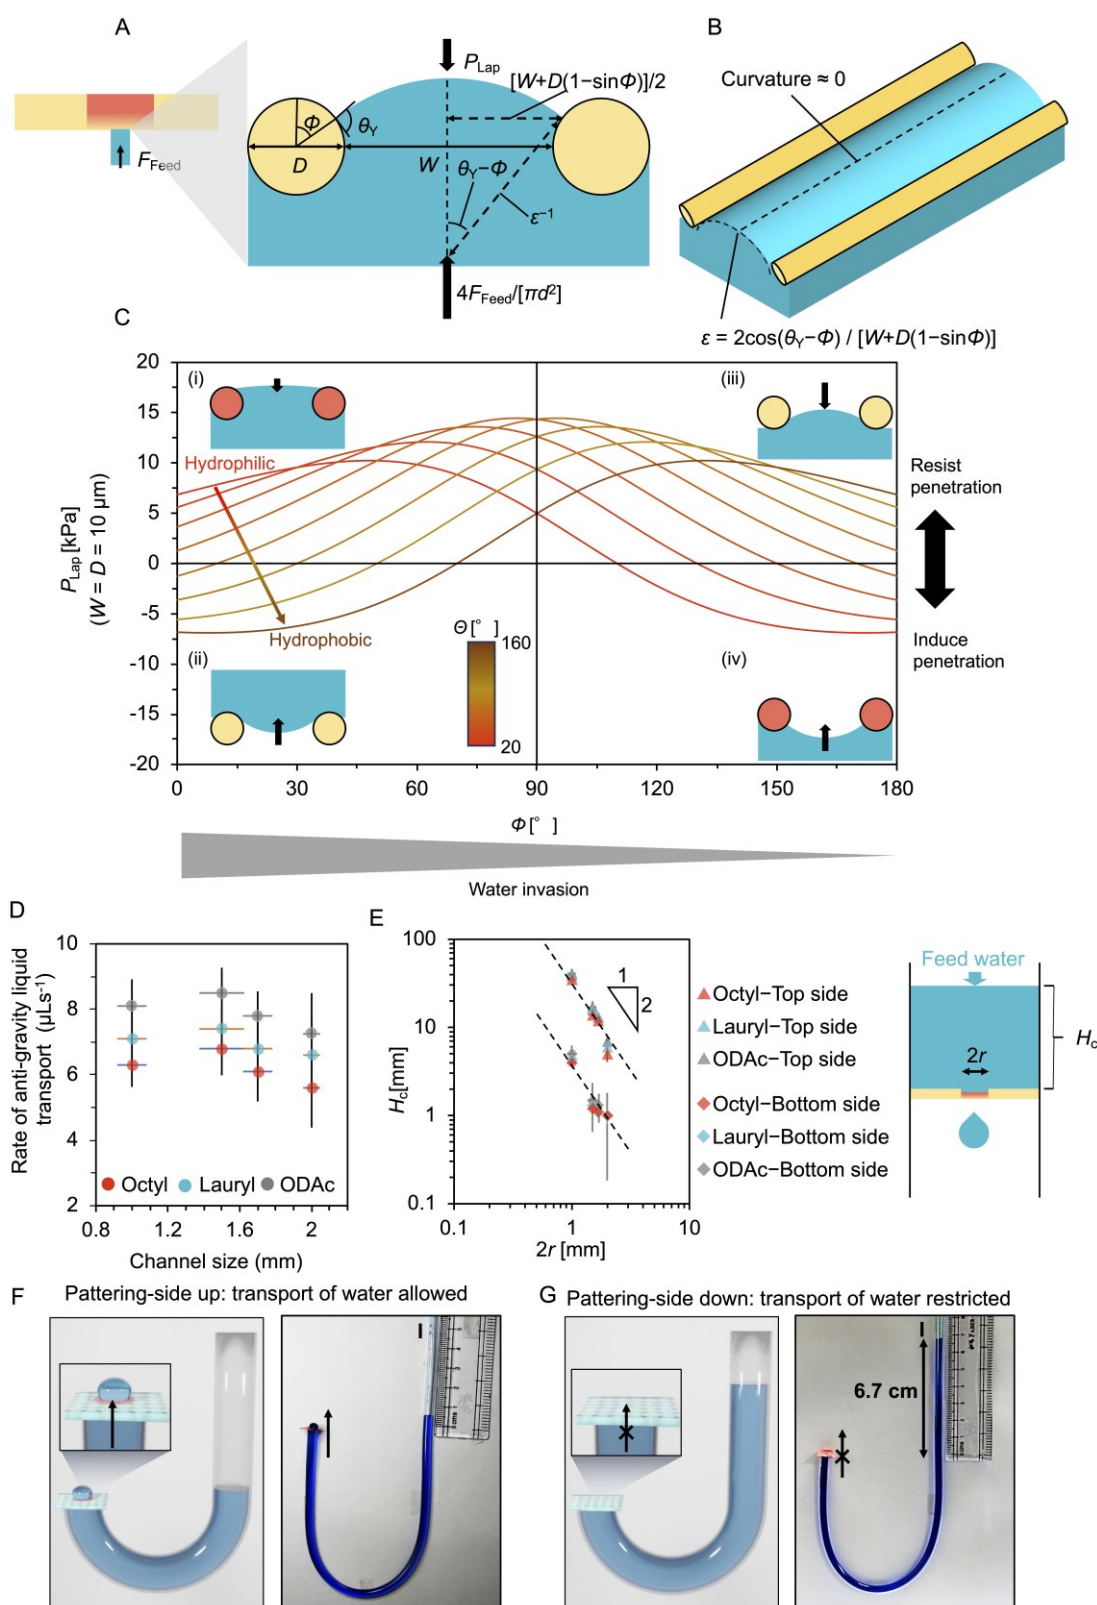 A
B
P_Lap
[W+D(1−sinΦ)]/2
Curvature ≈ 0
Φ
θ_Y
F_Feed
D
W
θ_Y−Φ
ε⁻¹
4F_Feed/[πd²]
ε = 2cos(θ_Y−Φ) / [W+D(1−sinΦ)]
C
20
15
10
5
0
-5
-10
-15
-20
P_Lap [kPa]
(W = D = 10 μm)
(i)
(iii)
Hydrophilic
Hydrophobic
Resist
penetration
Induce
penetration
(ii)
Θ [°]
160
20
(iv)
0
30
60
90
120
150
180
Φ [°]
Water invasion
D
Rate of anti-gravity liquid
transport (μLs⁻¹)
10
8
6
4
2
Octyl
Lauryl
ODAc
0.8
1.2
1.6
2
Channel size (mm)
E
H_c[mm]
100
10
1
0.1
0.1
1
10
2r [mm]
1
2
Octyl−Top side
Lauryl−Top side
ODAc−Top side
Octyl−Bottom side
Lauryl−Bottom side
ODAc−Bottom side
Feed water
2r
H_c
F
Pattering-side up: transport of water allowed
G
Pattering-side down: transport of water restricted
6.7 cm